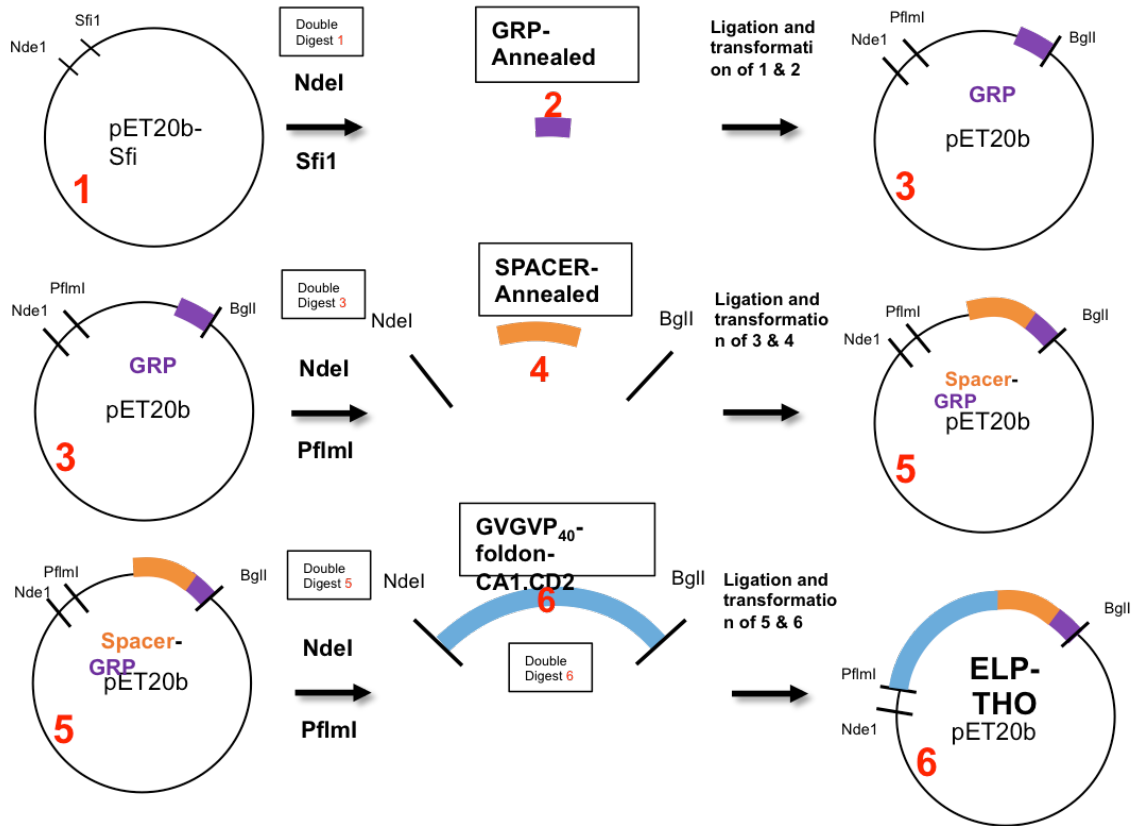 Sfi1
Nde1
pET20b-
Sfi
1
Double
Digest 1
NdeI
Sfi1
GRP-
Annealed
2
Ligation and
transformati
on of 1 & 2
PflmI
Nde1
BglI
GRP
pET20b
3
PflmI
Nde1
BglI
GRP
pET20b
3
Double
Digest 3
NdeI
PflmI
NdeI
SPACER-
Annealed
4
BglI
Ligation and
transformatio
n of 3 & 4
PflmI
Nde1
BglI
Spacer-
GRP
pET20b
5
PflmI
Nde1
BglI
Spacer-
GRP
pET20b
5
Double
Digest 5
NdeI
PflmI
NdeI
GVGVP40-
foldon-
CA1.CD2
6
BglI
Double
Digest 6
Ligation and
transformatio
n of 5 & 6
BglI
PflmI
Nde1
ELP-
THO
pET20b
6